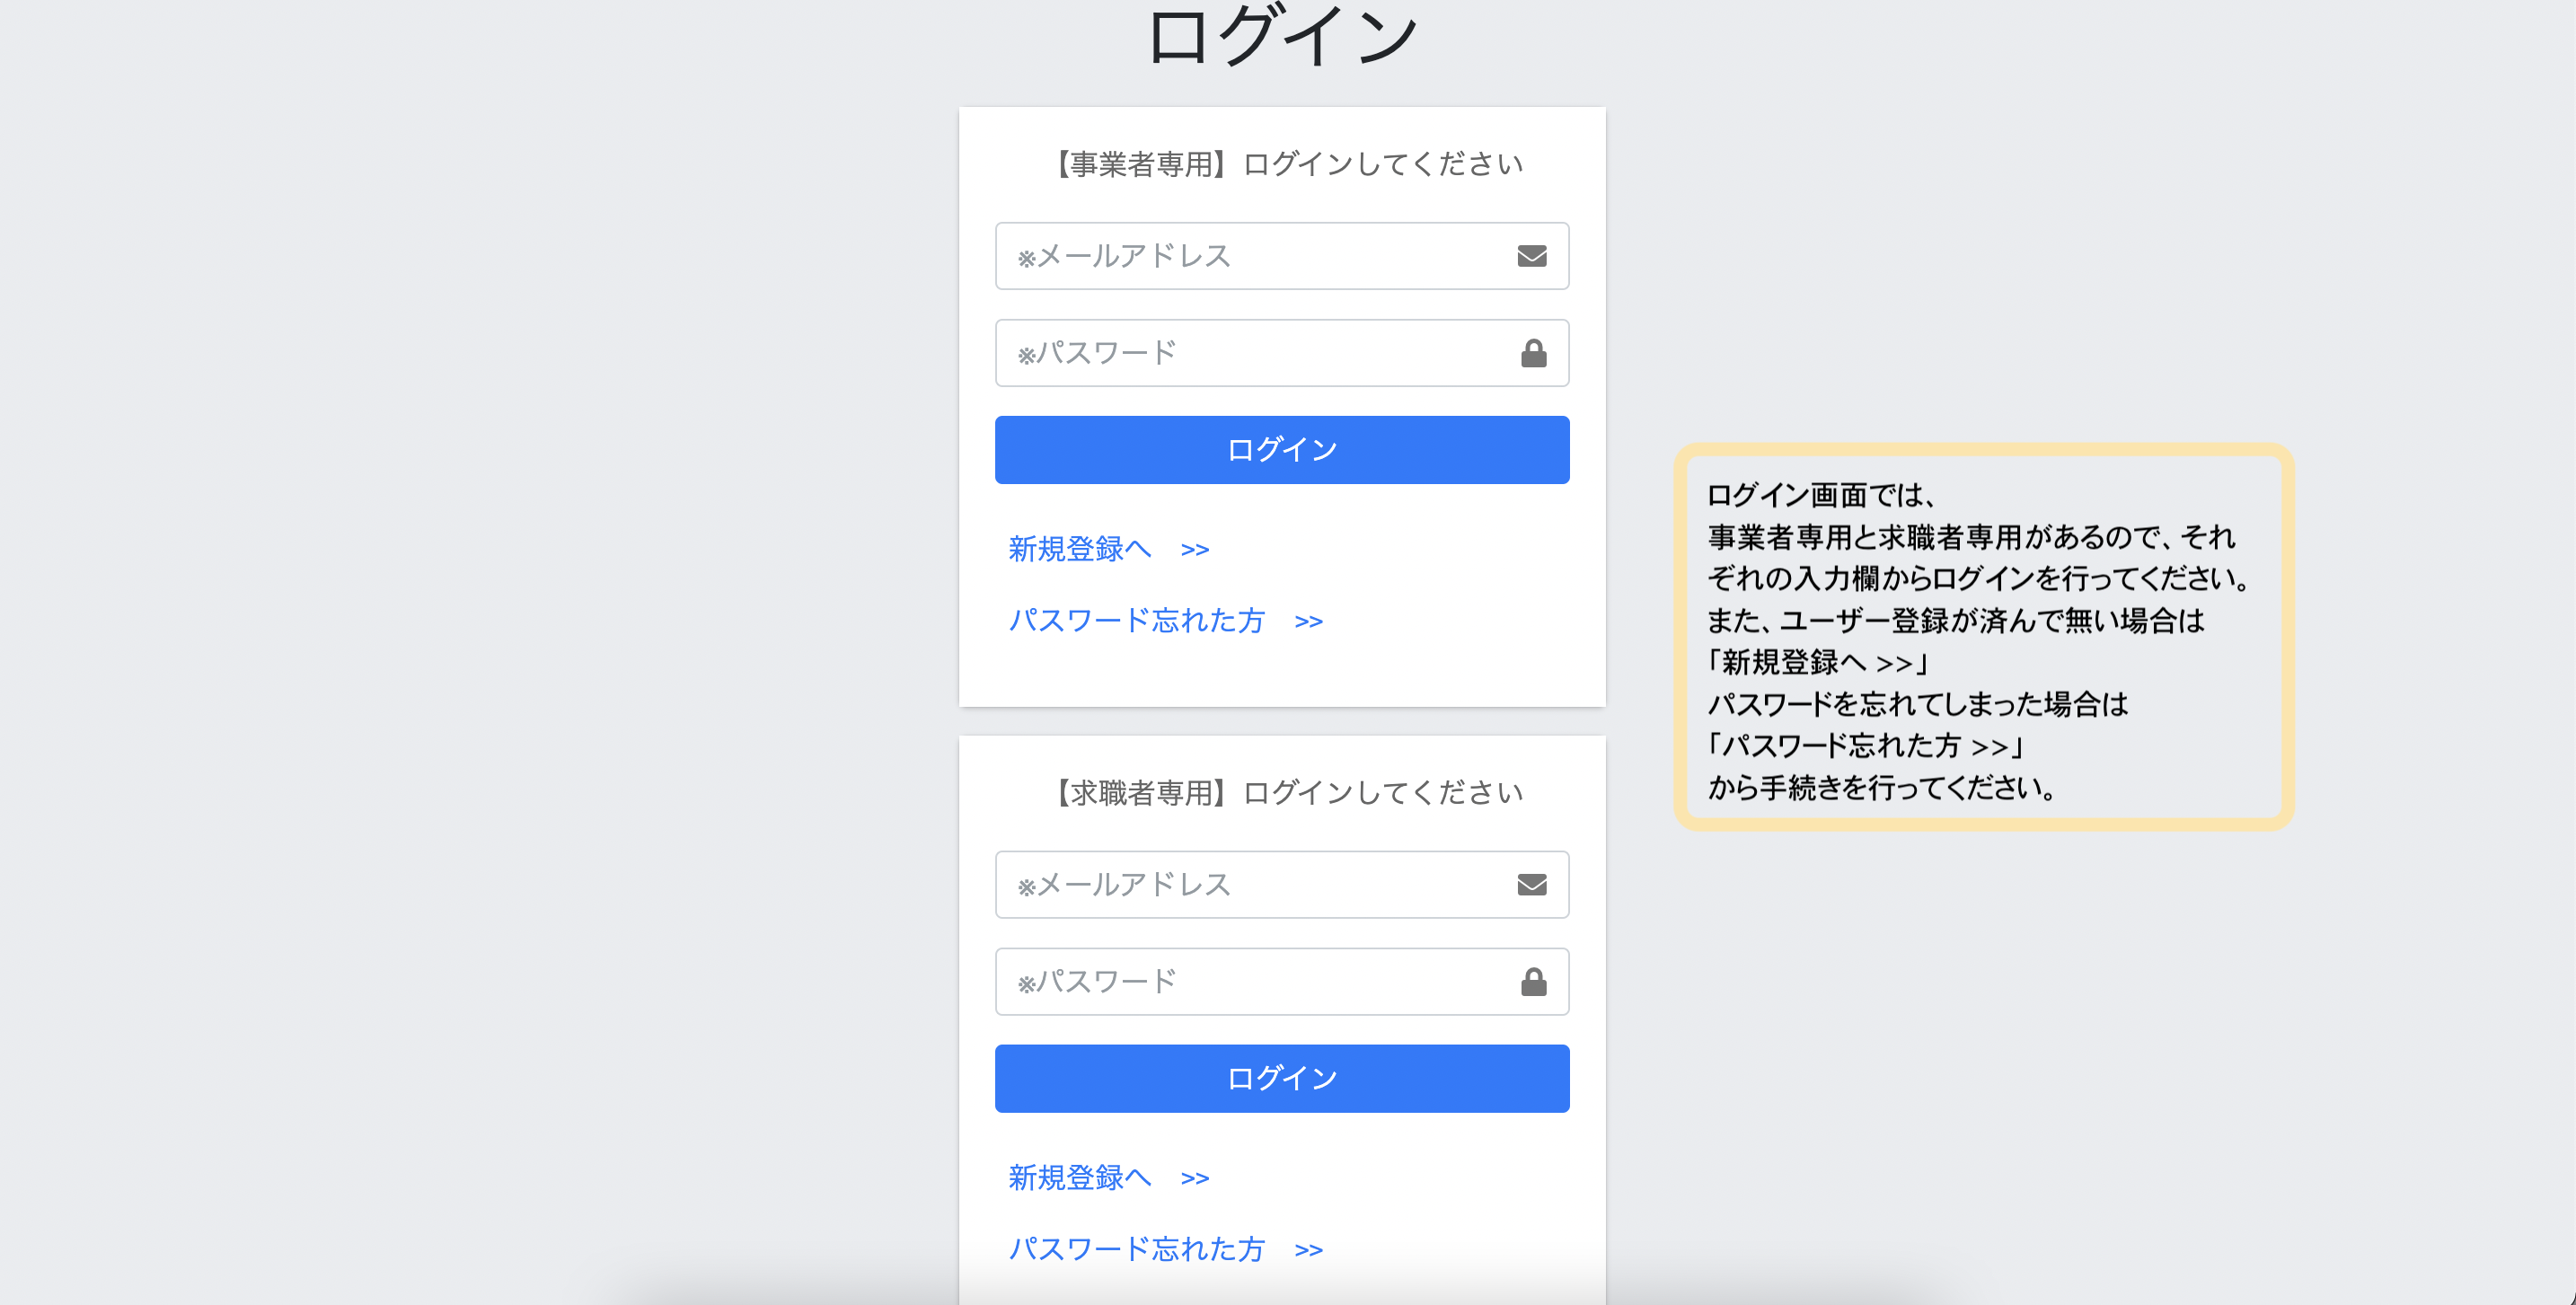 ログイン
【事業者専用】ログインしてください
※メールアドレス
※パスワード
ログイン
新規登録へ　>>
パスワード忘れた方　>>
【求職者専用】ログインしてください
※メールアドレス
※パスワード
ログイン
新規登録へ　>>
パスワード忘れた方　>>
ログイン画面では、
事業者専用と求職者専用があるので、それ
ぞれの入力欄からログインを行ってください。
また、ユーザー登録が済んで無い場合は
「新規登録へ >>」
パスワードを忘れてしまった場合は
「パスワード忘れた方 >>」
から手続きを行ってください。